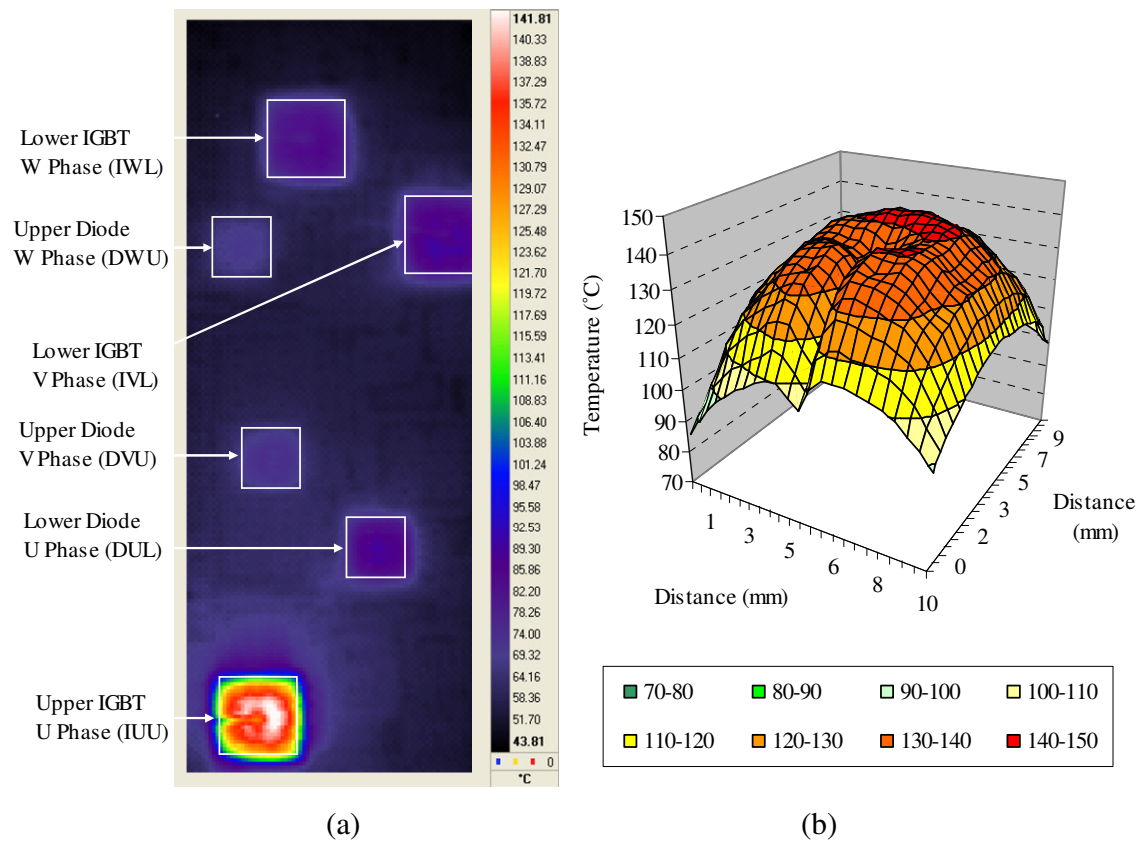 Lower IGBT
W Phase (IWL)
Upper Diode
W Phase (DWU)
Lower IGBT
V Phase (IVL)
Upper Diode
V Phase (DVU)
Lower Diode
U Phase (DUL)
Upper IGBT
U Phase (IUU)
141.81
140.33
138.83
137.29
135.72
134.11
132.47
130.79
129.07
127.29
125.48
123.62
121.70
119.72
117.69
115.59
113.41
111.16
108.83
106.40
103.88
101.24
98.47
95.58
92.53
89.30
85.86
82.20
78.26
74.00
69.32
64.16
58.36
51.70
43.81
0
°C
(a)
Temperature (˚C)
150
140
130
120
110
100
90
80
70
1
3
5
6
8
10
Distance (mm)
0
2
3
5
7
9
Distance
(mm)
70-80 80-90 90-100 100-110
110-120 120-130 130-140 140-150
(b)